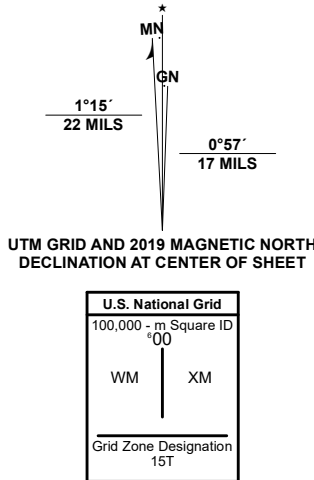 ★
MN
GN
1°15´
22 MILS
0°57´
17 MILS
UTM GRID AND 2019 MAGNETIC NORTH
DECLINATION AT CENTER OF SHEET
U.S. National Grid
100,000 - m Square ID
⁶00
WM XM
Grid Zone Designation
15T